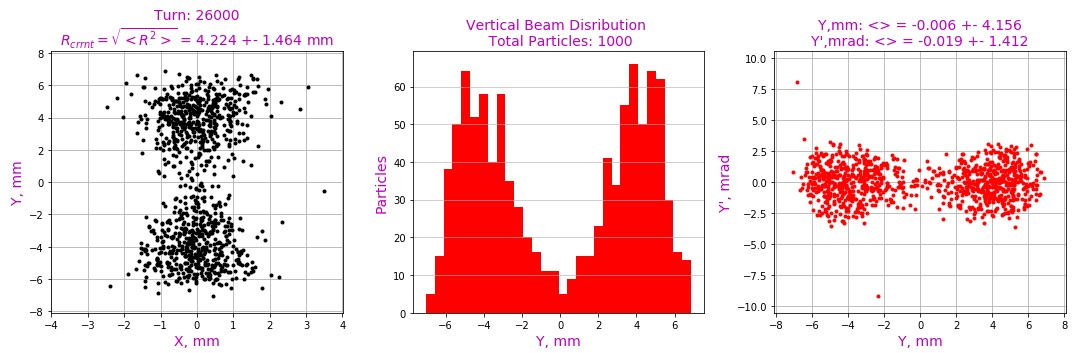 Turn: 26000
R_crrnt = √<R²> = 4.224 +- 1.464 mm
8
6
4
2
0
−2
−4
−6
−8
Y, mm
−4 −3 −2 −1 0 1 2 3 4
X, mm
Vertical Beam Disribution
Total Particles: 1000
60
50
40
30
20
10
0
Particles
−6 −4 −2 0 2 4 6
Y, mm
Y,mm: <> = -0.006 +- 4.156
Y',mrad: <> = -0.019 +- 1.412
10.0
7.5
5.0
2.5
0.0
−2.5
−5.0
−7.5
−10.0
Y', mrad
−8 −6 −4 −2 0 2 4 6 8
Y, mm